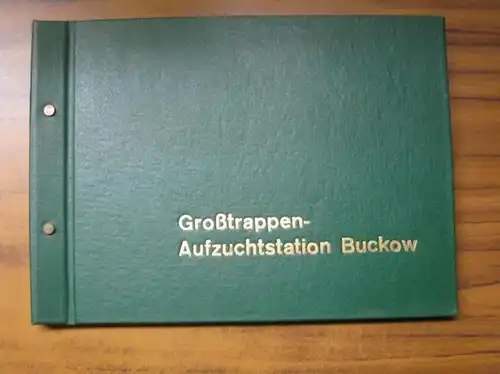 Großtrappen-
Aufzuchtstation Buckow